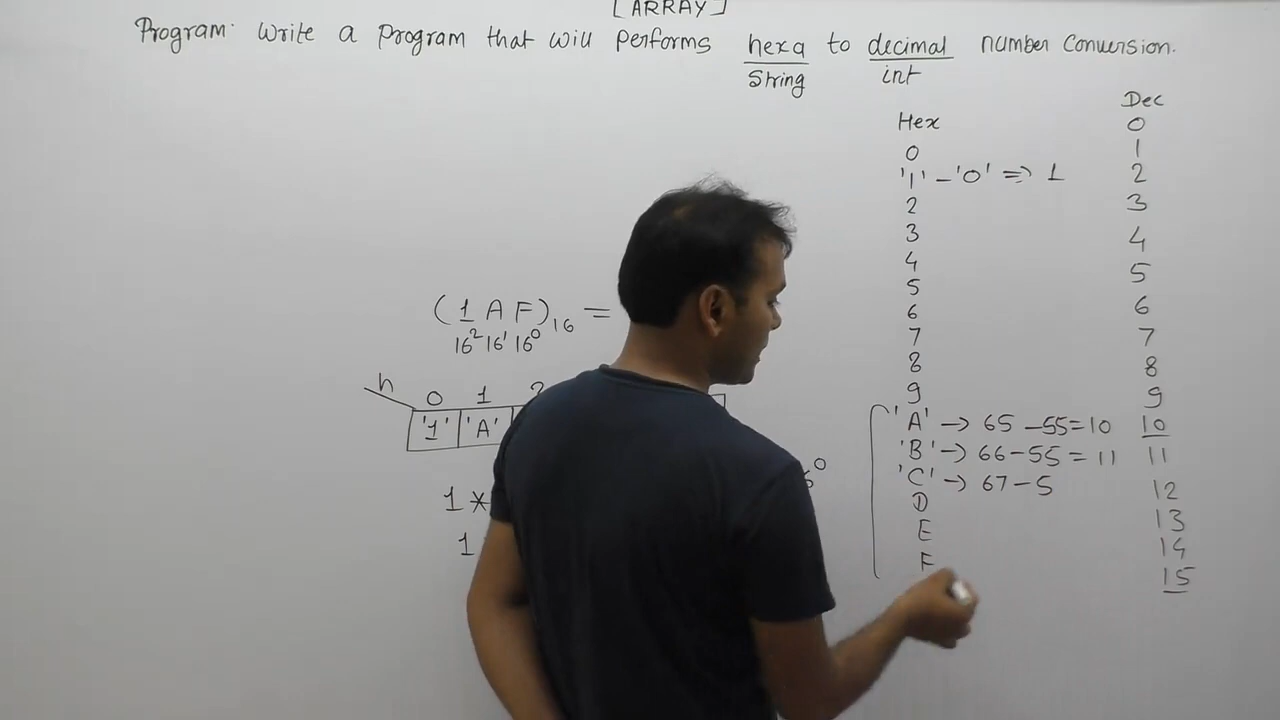 [ARRAY]
Program: Write a program that will performs hexa to decimal number conversion.
String int
Hex Dec
0 0
'1' - '0' => 1 1
2 2
3 3
4 4
5 5
6 6
7 7
8 8
9 9
'A' -> 65 - 55 = 10 10
'B' -> 66 - 55 = 11 11
'C' -> 67 - 5 12
D 13
E 14
F 15
(1 A F)16 =
16² 16¹ 16⁰
h 0 1
'1' 'A'
1 *
1